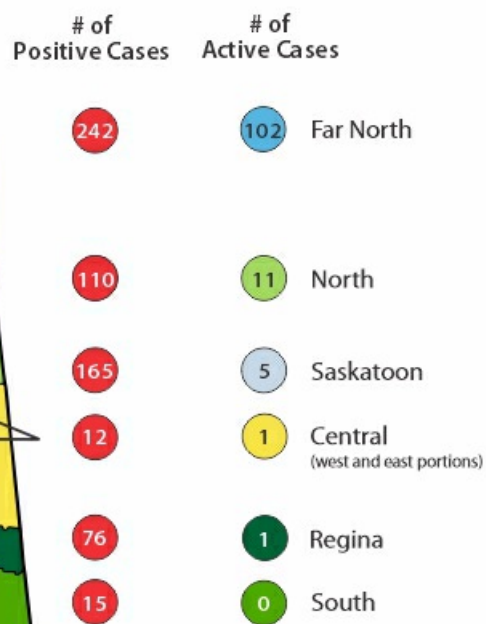 # of # of
Positive Cases Active Cases
242 102 Far North
110 11 North
165 5 Saskatoon
12 1 Central
(west and east portions)
76 1 Regina
15 0 South